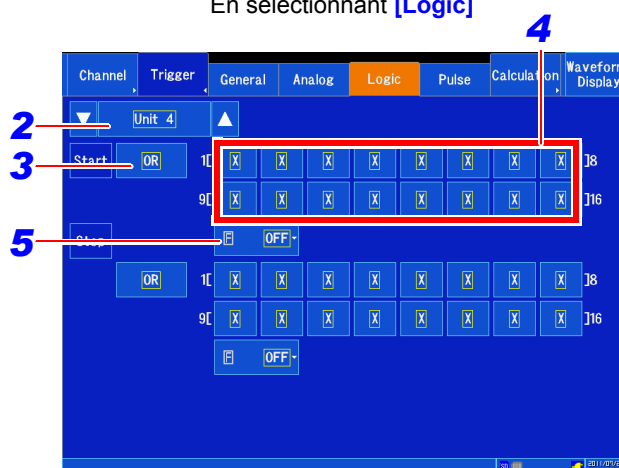 En sélectionnant [Logic]
4
Channel Trigger General Analog Logic Pulse Calculation Waveform Display
2 Unit 4
3 Start OR 1[ X X X X X X X X ]8
9[ X X X X X X X X ]16
5 Stop F OFF
OR 1[ X X X X X X X X ]8
9[ X X X X X X X X ]16
F OFF
SD